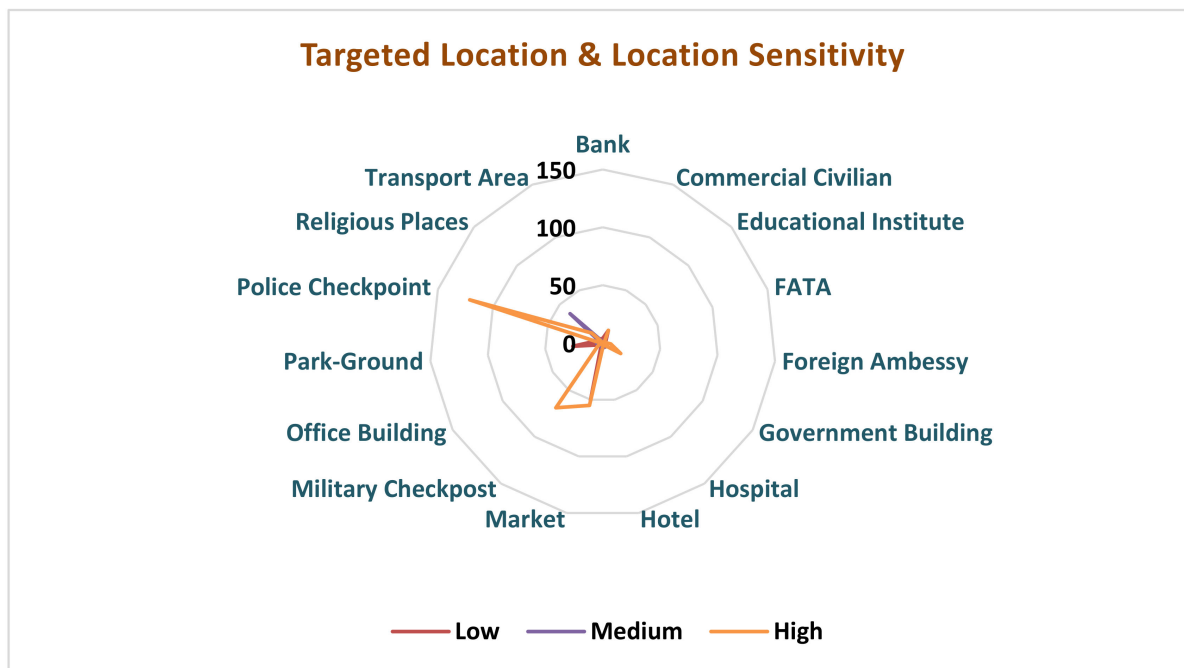 Targeted Location & Location Sensitivity
Bank
150
Transport Area
Commercial Civilian
Religious Places
Educational Institute
100
Police Checkpoint
50
FATA
0
Park-Ground
Foreign Ambessy
Office Building
Government Building
Military Checkpost
Hospital
Market
Hotel
Low
Medium
High